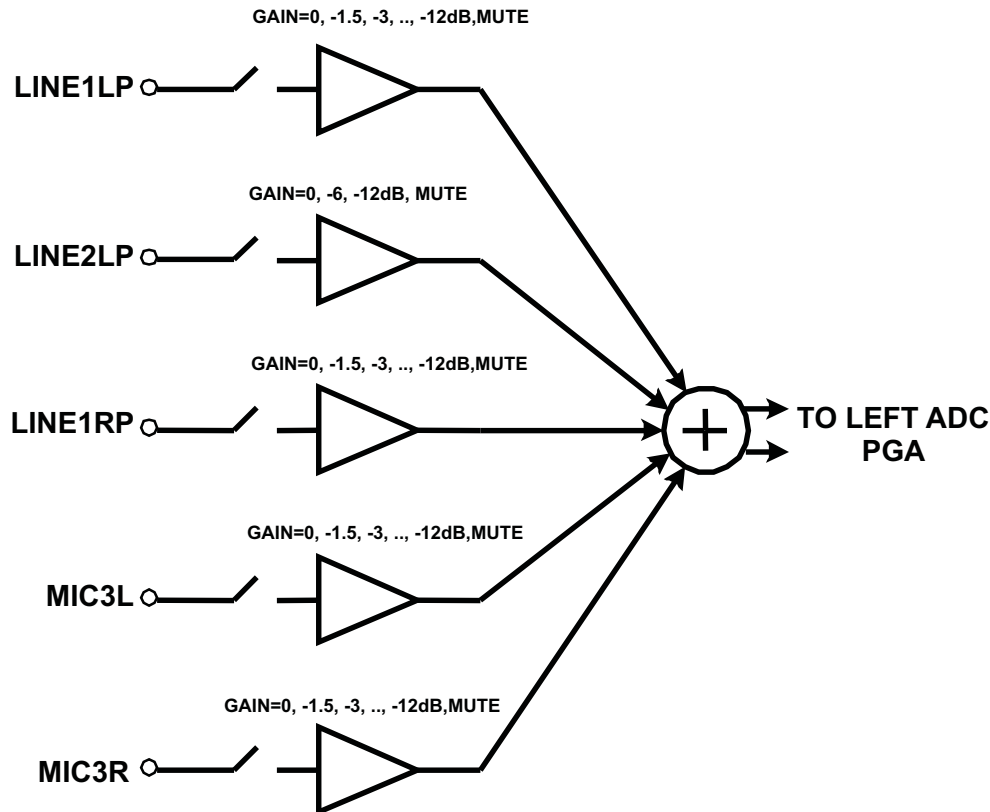 GAIN=0, -1.5, -3, .., -12dB,MUTE
LINE1LP
GAIN=0, -6, -12dB, MUTE
LINE2LP
GAIN=0, -1.5, -3, .., -12dB,MUTE
LINE1RP
TO LEFT ADC
PGA
GAIN=0, -1.5, -3, .., -12dB,MUTE
MIC3L
GAIN=0, -1.5, -3, .., -12dB,MUTE
MIC3R